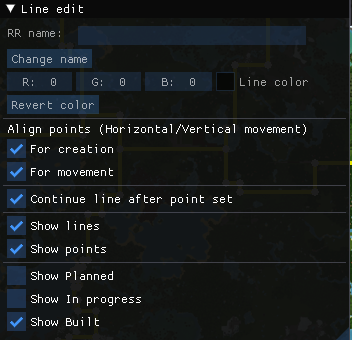 Line edit
RR name:
Change name
R: 0 G: 0 B: 0 Line color
Revert color
Align points (Horizontal/Vertical movement)
For creation
For movement
Continue line after point set
Show lines
Show points
Show Planned
Show In progress
Show Built